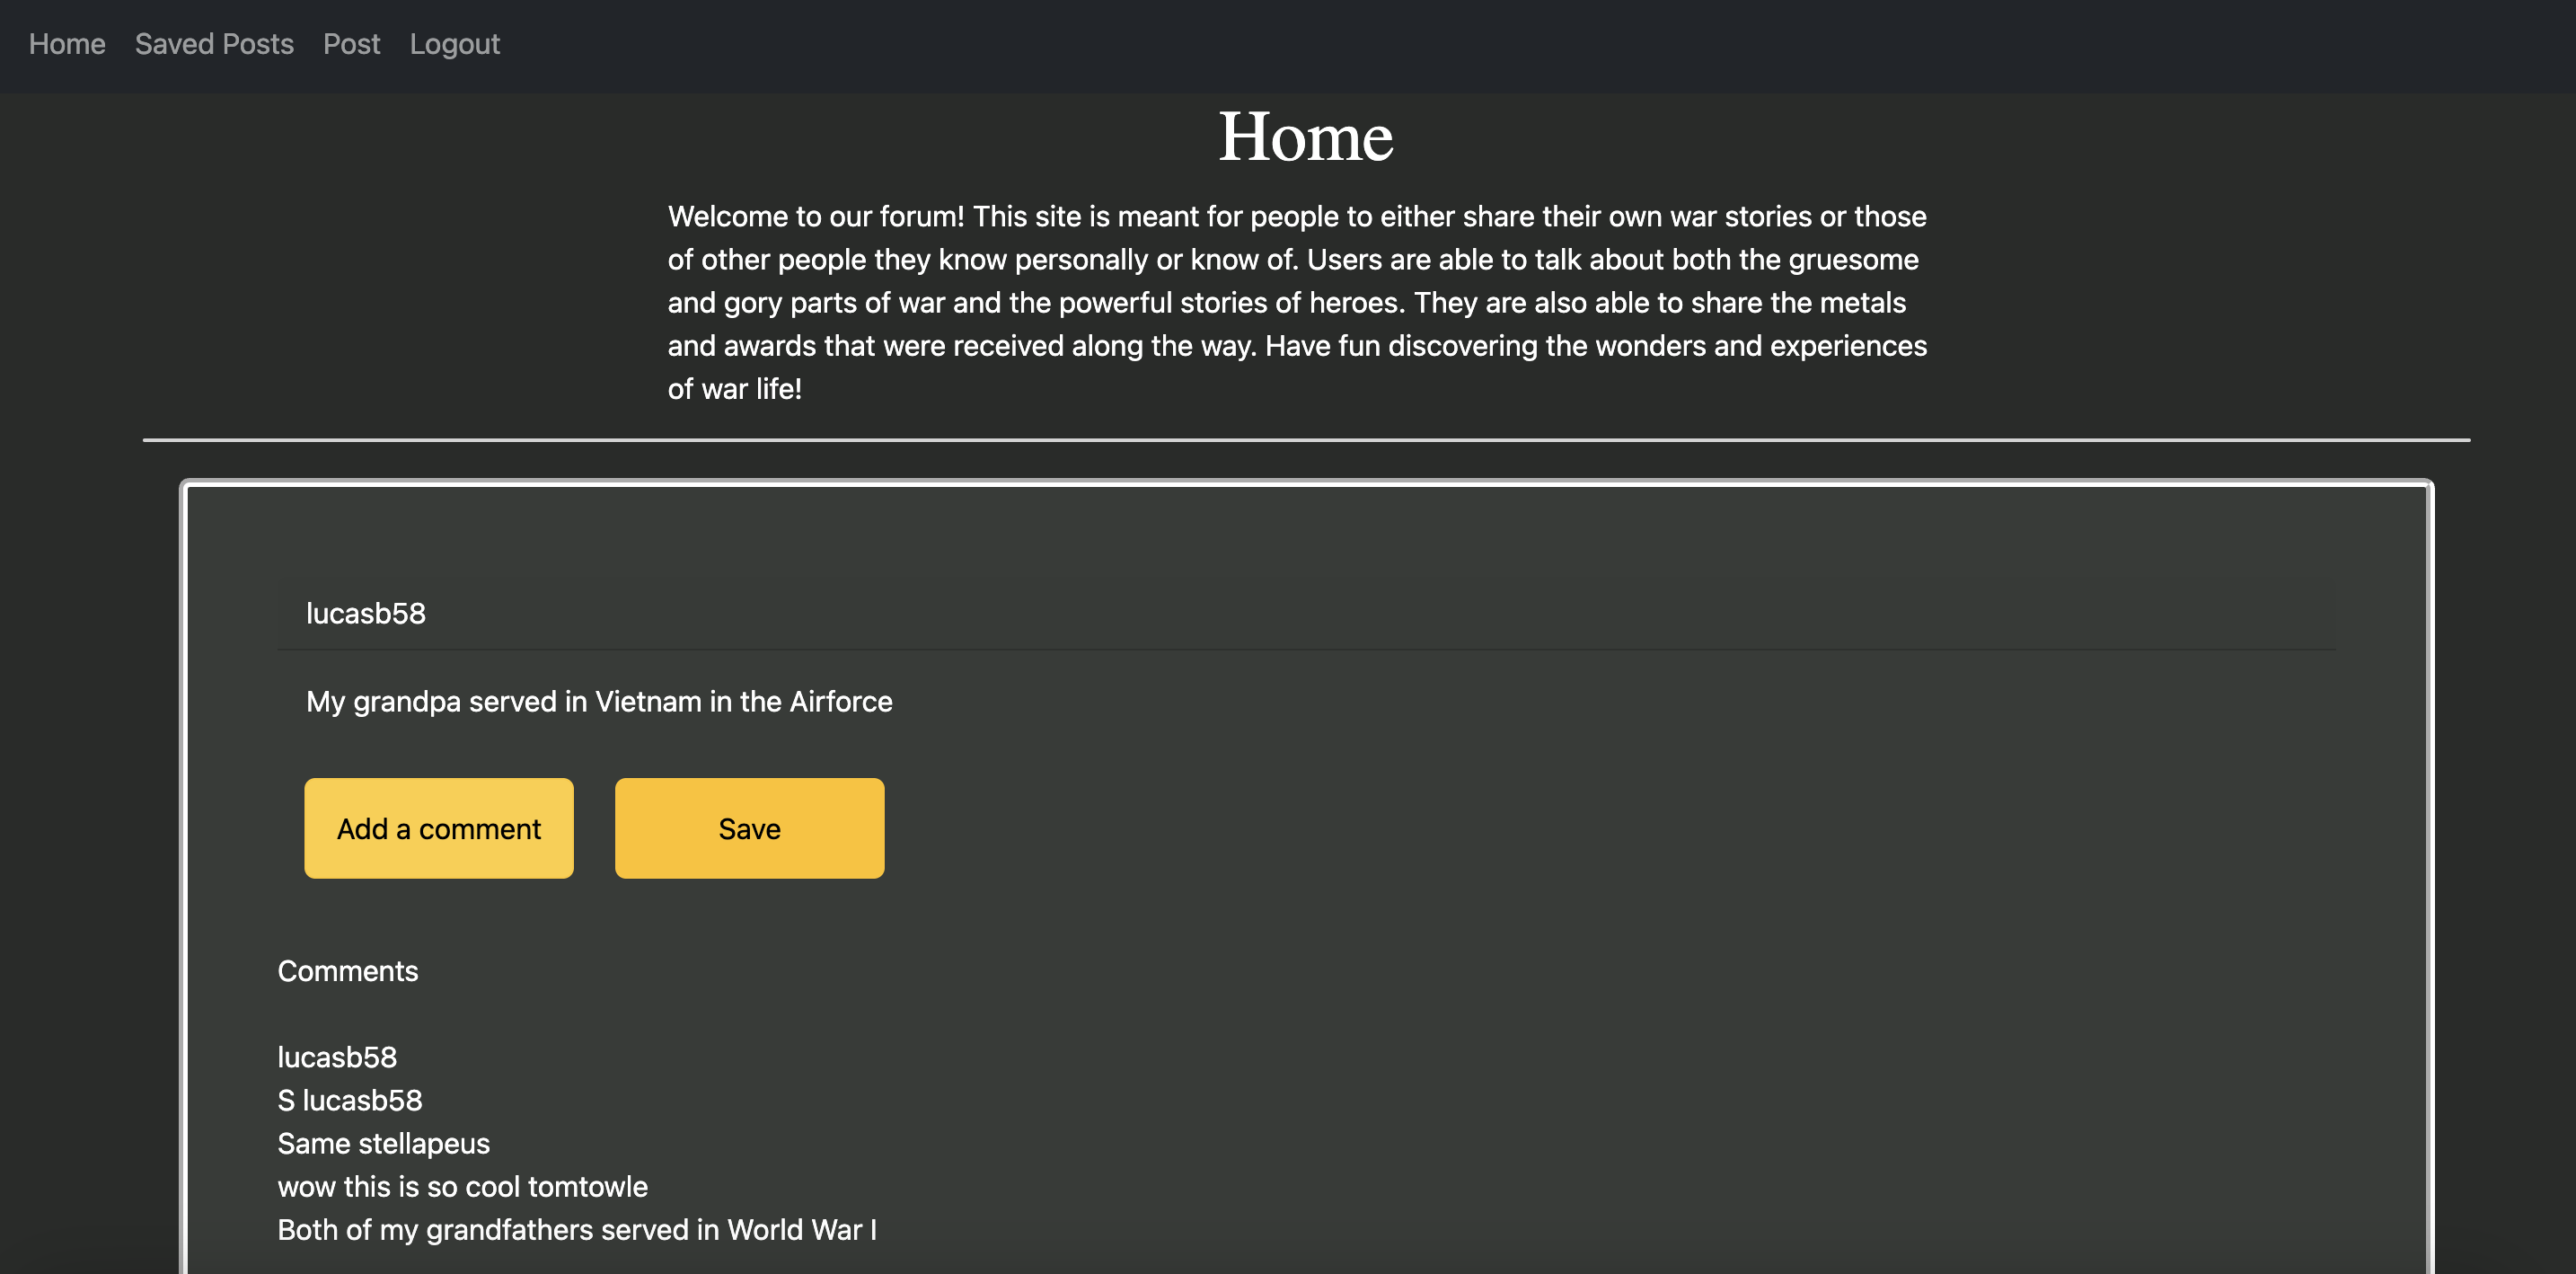 Home Saved Posts Post Logout
Home
Welcome to our forum! This site is meant for people to either share their own war stories or those
of other people they know personally or know of. Users are able to talk about both the gruesome
and gory parts of war and the powerful stories of heroes. They are also able to share the metals
and awards that were received along the way. Have fun discovering the wonders and experiences
of war life!
lucasb58
My grandpa served in Vietnam in the Airforce
Add a comment Save
Comments
lucasb58
S lucasb58
Same stellapeus
wow this is so cool tomtowle
Both of my grandfathers served in World War I